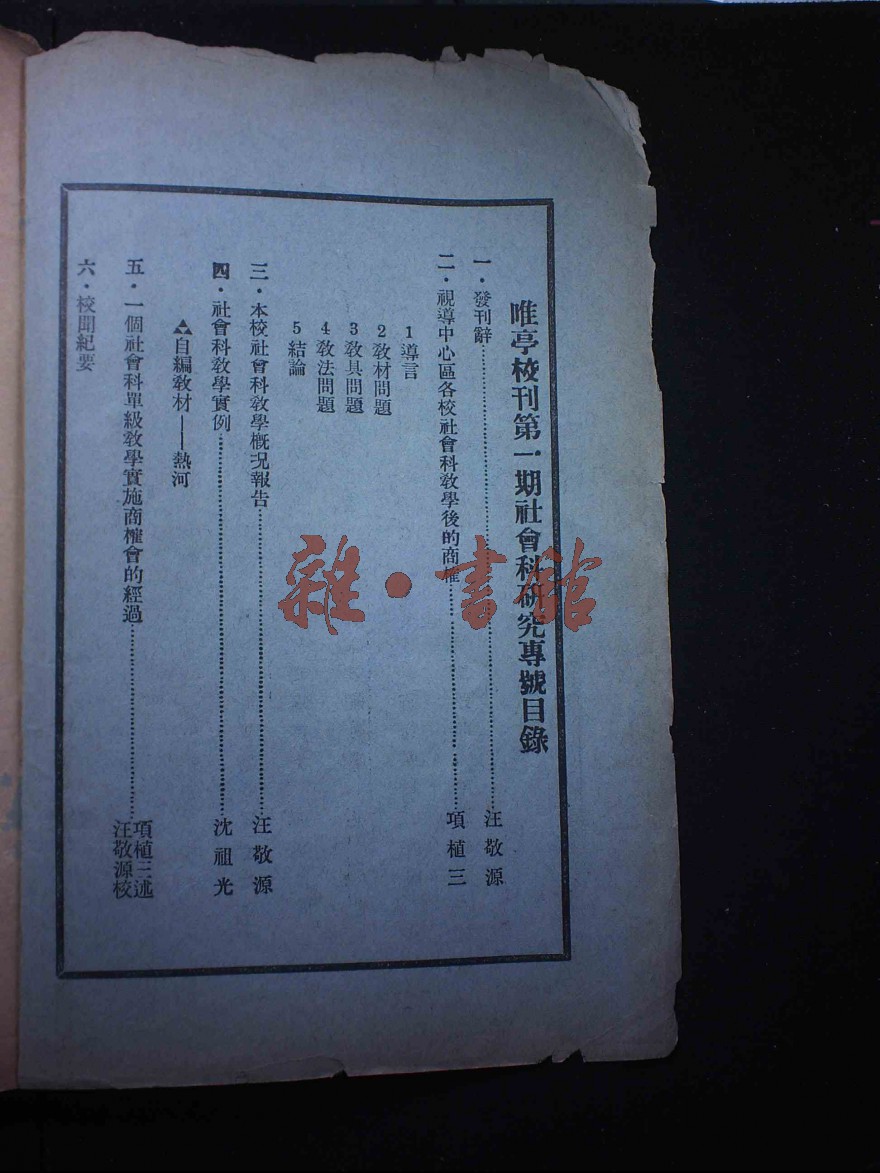 唯亭校刊第一期社會科研究專號目錄
一・發刊辭……汪敬源
二・視導中心區各校社會科教學後的商榷……項植三
1導言
2教材問題
3教具問題
4教法問題
5結論
三・本校社會科教學概况報告……汪敬源
四・社會科教學實例……沈祖光
自編教材——熱河
五・一個社會科單級教學實施商榷會的經過……項植三述
汪敬源校
六・校聞紀要
雜・書館